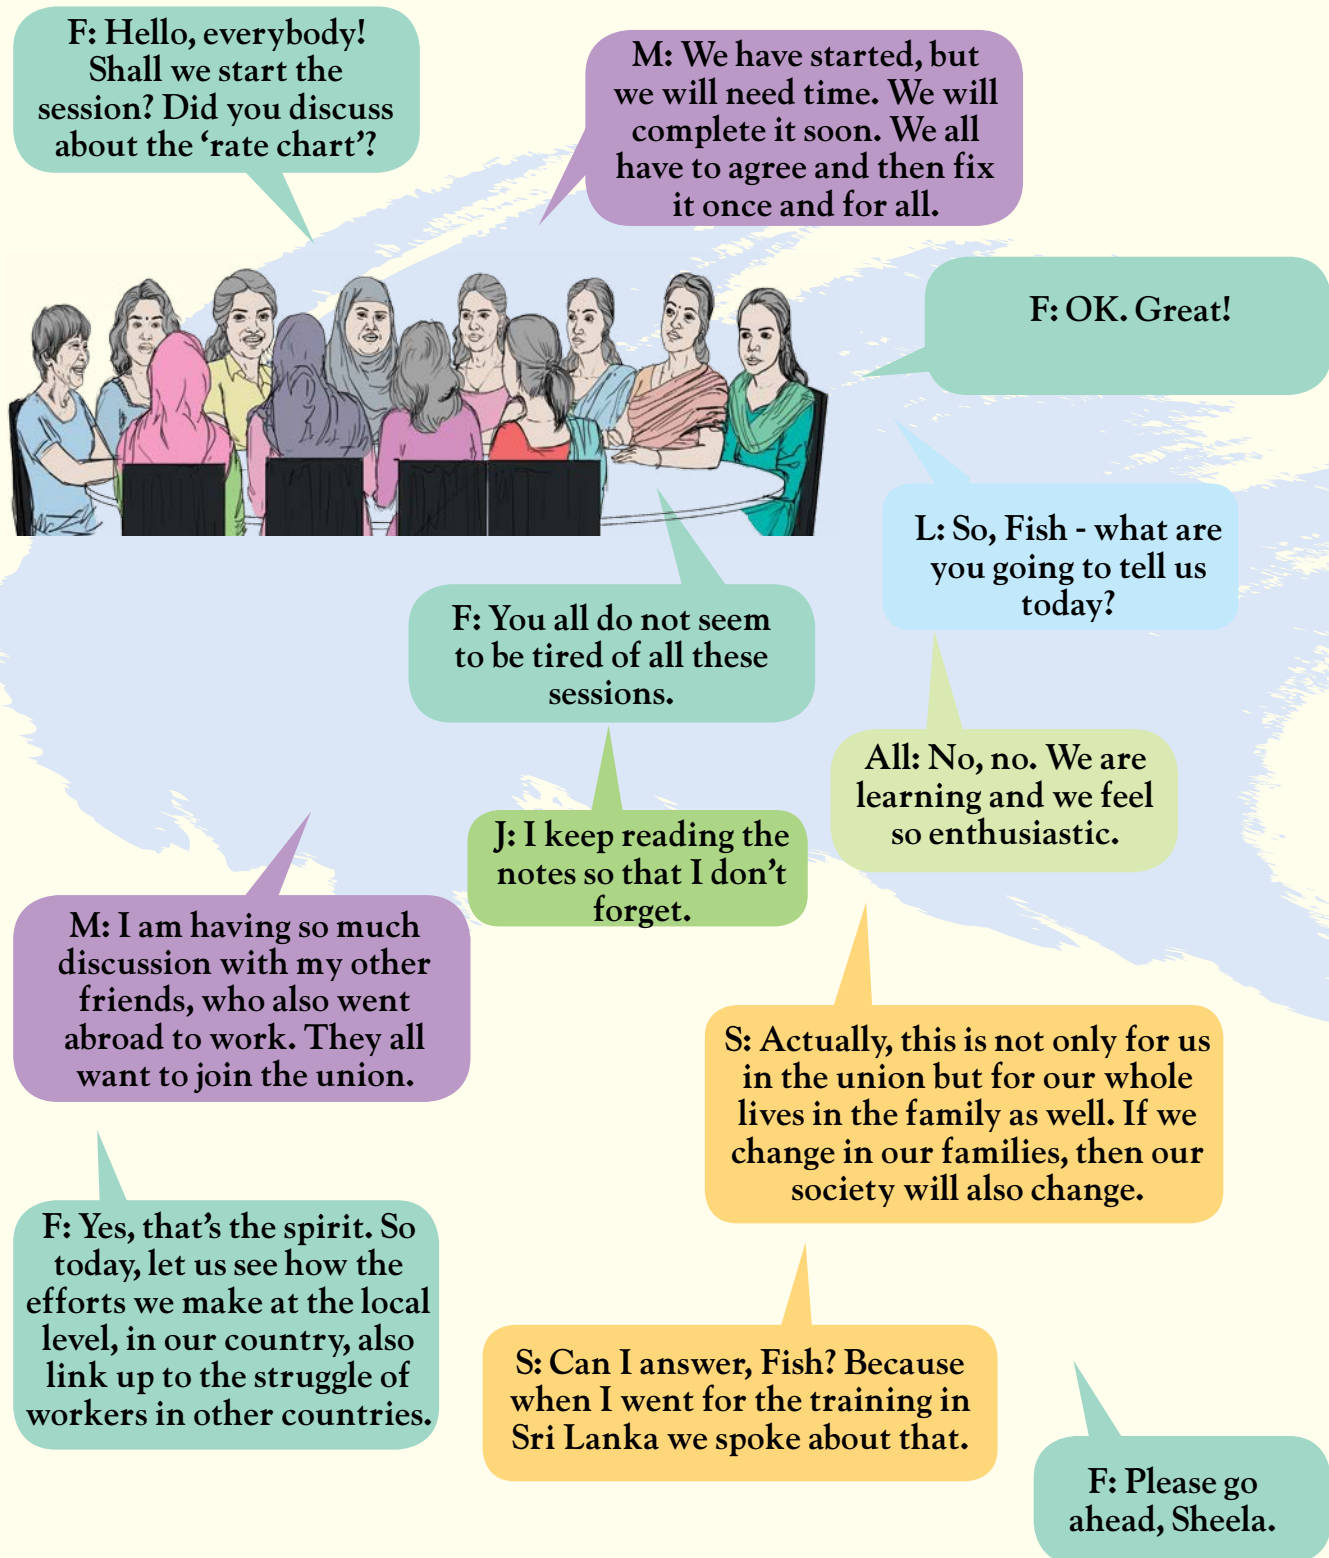 F: Hello, everybody!
Shall we start the
session? Did you discuss
about the ‘rate chart’?
M: We have started, but
we will need time. We will
complete it soon. We all
have to agree and then fix
it once and for all.
F: OK. Great!
L: So, Fish - what are
you going to tell us
today?
F: You all do not seem
to be tired of all these
sessions.
All: No, no. We are
learning and we feel
so enthusiastic.
J: I keep reading the
notes so that I don’t
forget.
M: I am having so much
discussion with my other
friends, who also went
abroad to work. They all
want to join the union.
S: Actually, this is not only for us
in the union but for our whole
lives in the family as well. If we
change in our families, then our
society will also change.
F: Yes, that’s the spirit. So
today, let us see how the
efforts we make at the local
level, in our country, also
link up to the struggle of
workers in other countries.
S: Can I answer, Fish? Because
when I went for the training in
Sri Lanka we spoke about that.
F: Please go
ahead, Sheela.